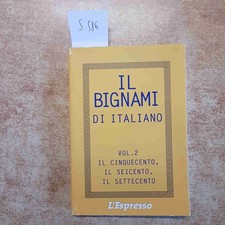 S 586
IL
BIGNAMI
DI ITALIANO
VOL.2
IL CINQUECENTO,
IL SEICENTO,
IL SETTECENTO
L'Espresso